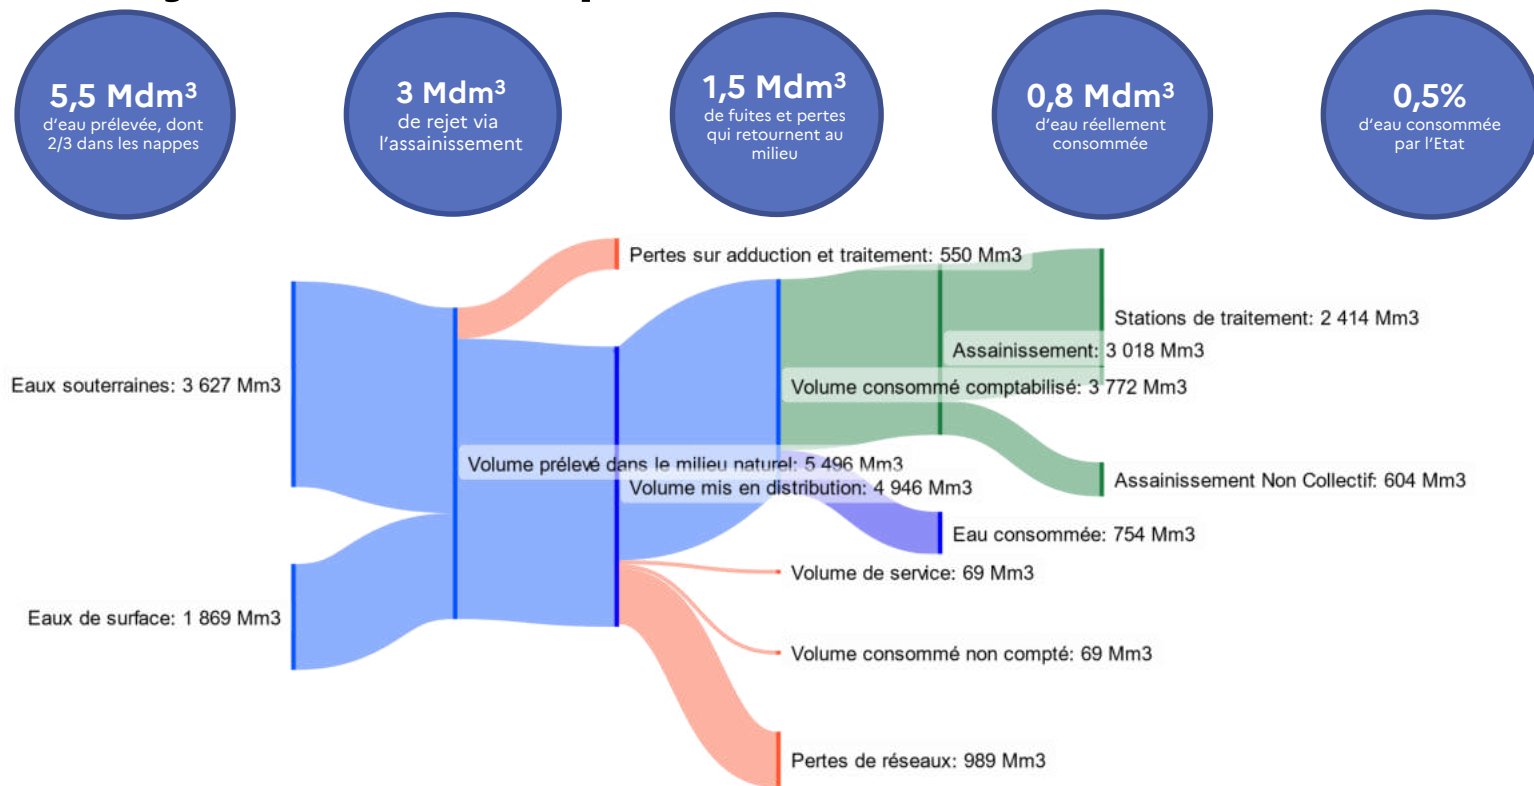 5,5 Mdm³
d'eau prélevée, dont
2/3 dans les nappes
3 Mdm³
de rejet via
l'assainissement
1,5 Mdm³
de fuites et pertes
qui retournent au
milieu
0,8 Mdm³
d'eau réellement
consommée
0,5%
d'eau consommée
par l'Etat
Pertes sur adduction et traitement: 550 Mm3
Stations de traitement: 2 414 Mm3
Assainissement: 3 018 Mm3
Eaux souterraines: 3 627 Mm3
Volume consommé comptabilisé: 3 772 Mm3
Volume prélevé dans le milieu naturel: 5 496 Mm3
Assainissement Non Collectif: 604 Mm3
Volume mis en distribution: 4 946 Mm3
Eau consommée: 754 Mm3
Volume de service: 69 Mm3
Eaux de surface: 1 869 Mm3
Volume consommé non compté: 69 Mm3
Pertes de réseaux: 989 Mm3